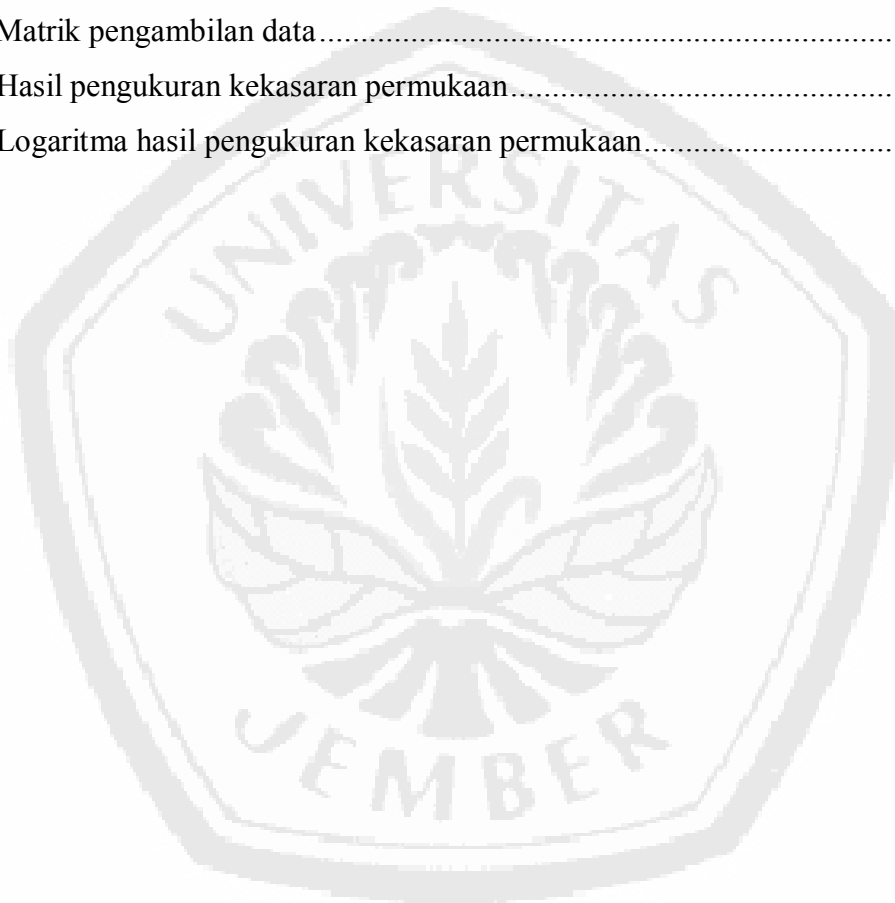 Matrik pengambilan data........................................................................
Hasil pengukuran kekasaran permukaan................................................
Logaritma hasil pengukuran kekasaran permukaan...............................
UNIVERSITAS
JEMBER